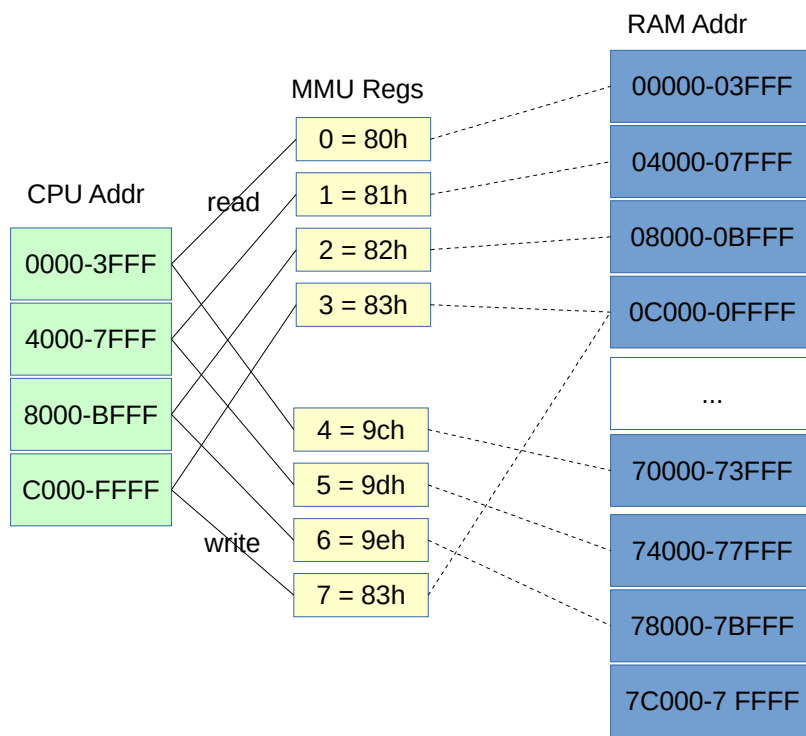 RAM Addr
00000-03FFF
MMU Regs
0 = 80h
04000-07FFF
CPU Addr
read
1 = 81h
08000-0BFFF
0000-3FFF
2 = 82h
3 = 83h
0C000-0FFFF
4000-7FFF
8000-BFFF
...
4 = 9ch
70000-73FFF
C000-FFFF
5 = 9dh
write
6 = 9eh
74000-77FFF
7 = 83h
78000-7BFFF
7C000-7 FFFF